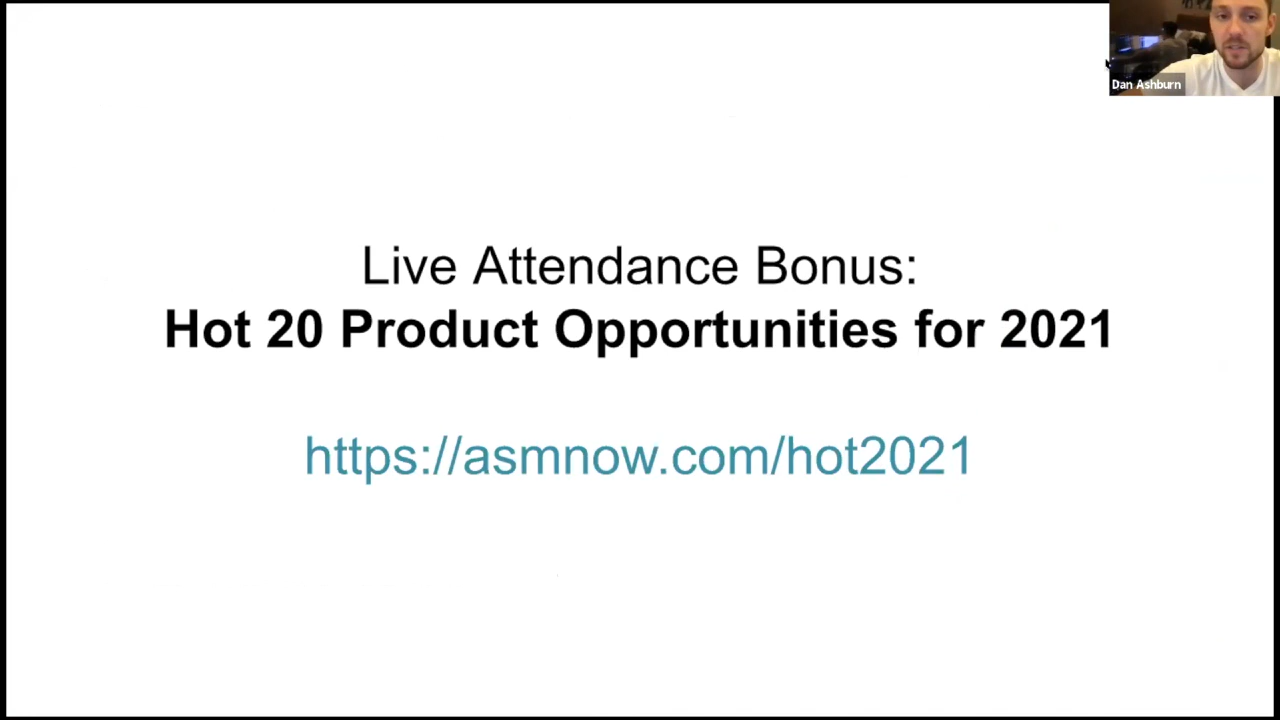 Dan Ashburn
Live Attendance Bonus:
Hot 20 Product Opportunities for 2021
https://asmnow.com/hot2021